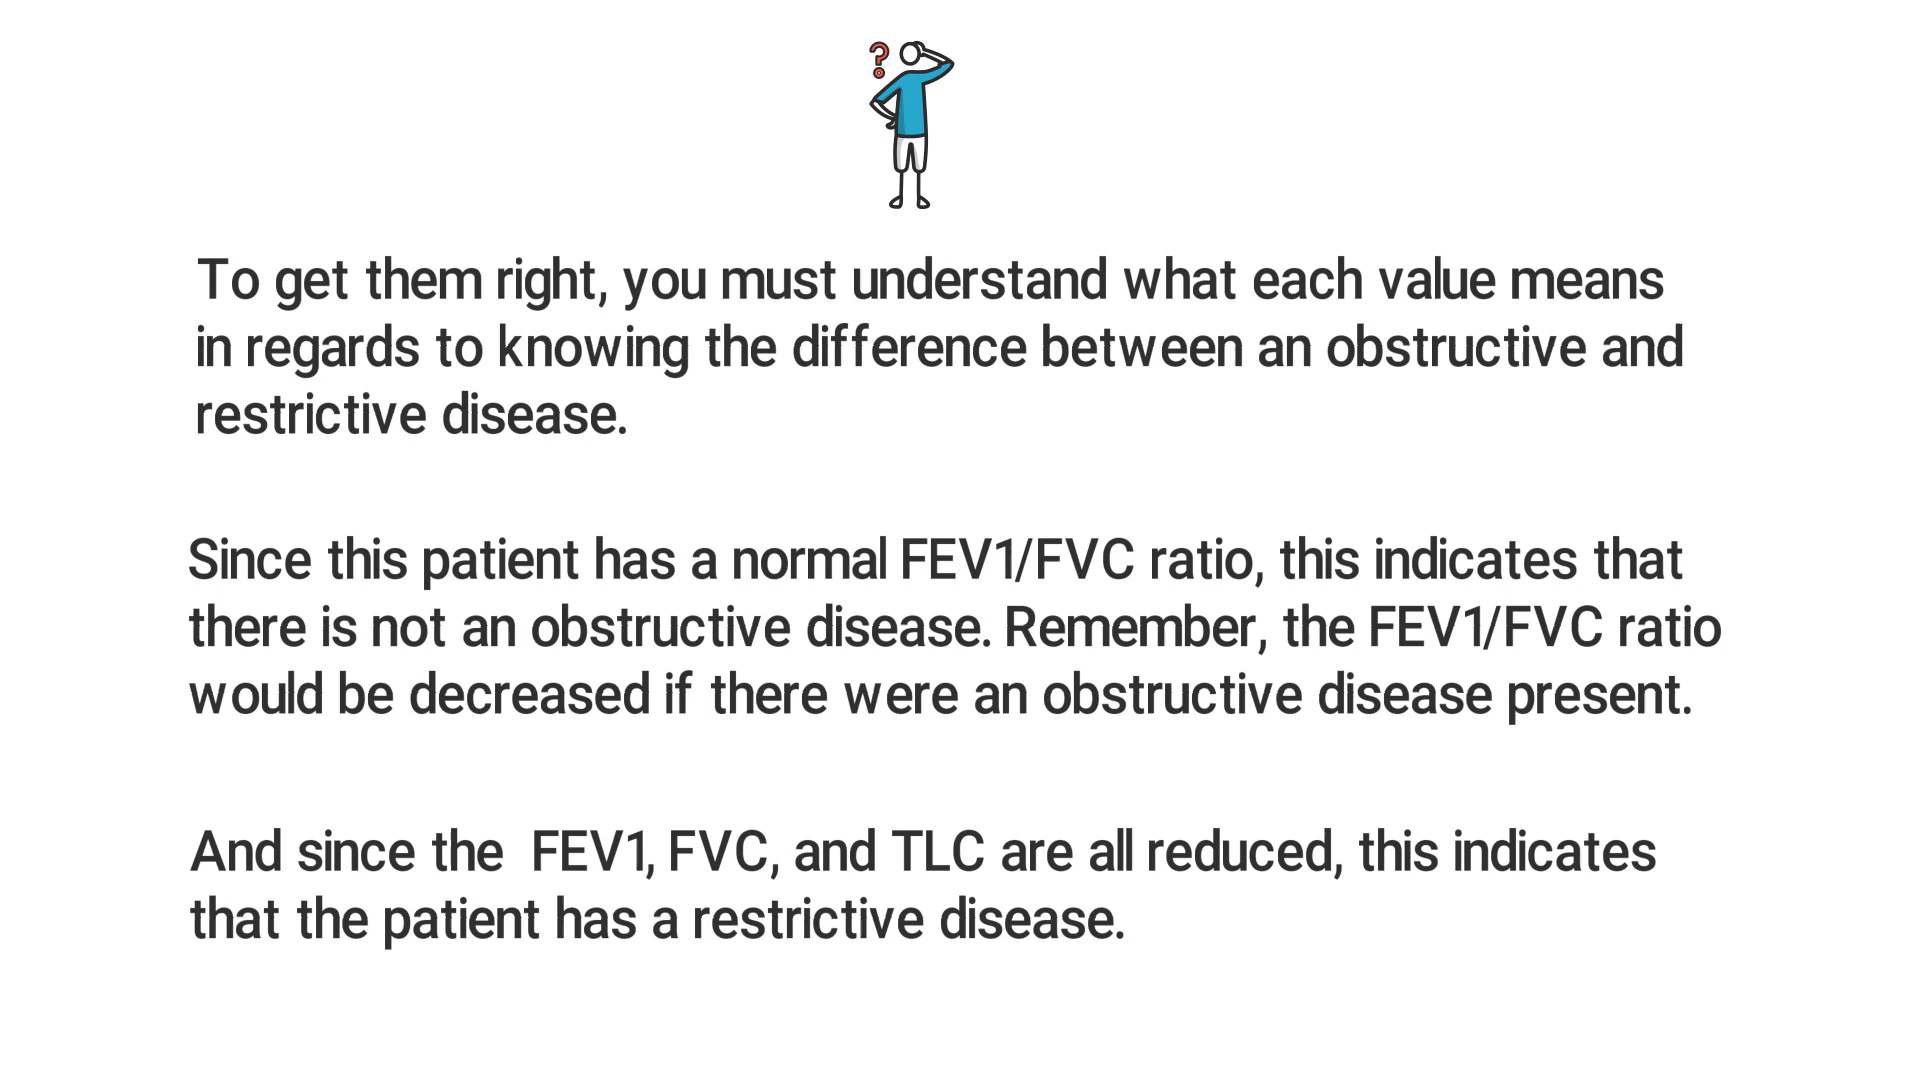 ?
To get them right, you must understand what each value means
in regards to knowing the difference between an obstructive and
restrictive disease.
Since this patient has a normal FEV1/FVC ratio, this indicates that
there is not an obstructive disease. Remember, the FEV1/FVC ratio
would be decreased if there were an obstructive disease present.
And since the FEV1, FVC, and TLC are all reduced, this indicates
that the patient has a restrictive disease.